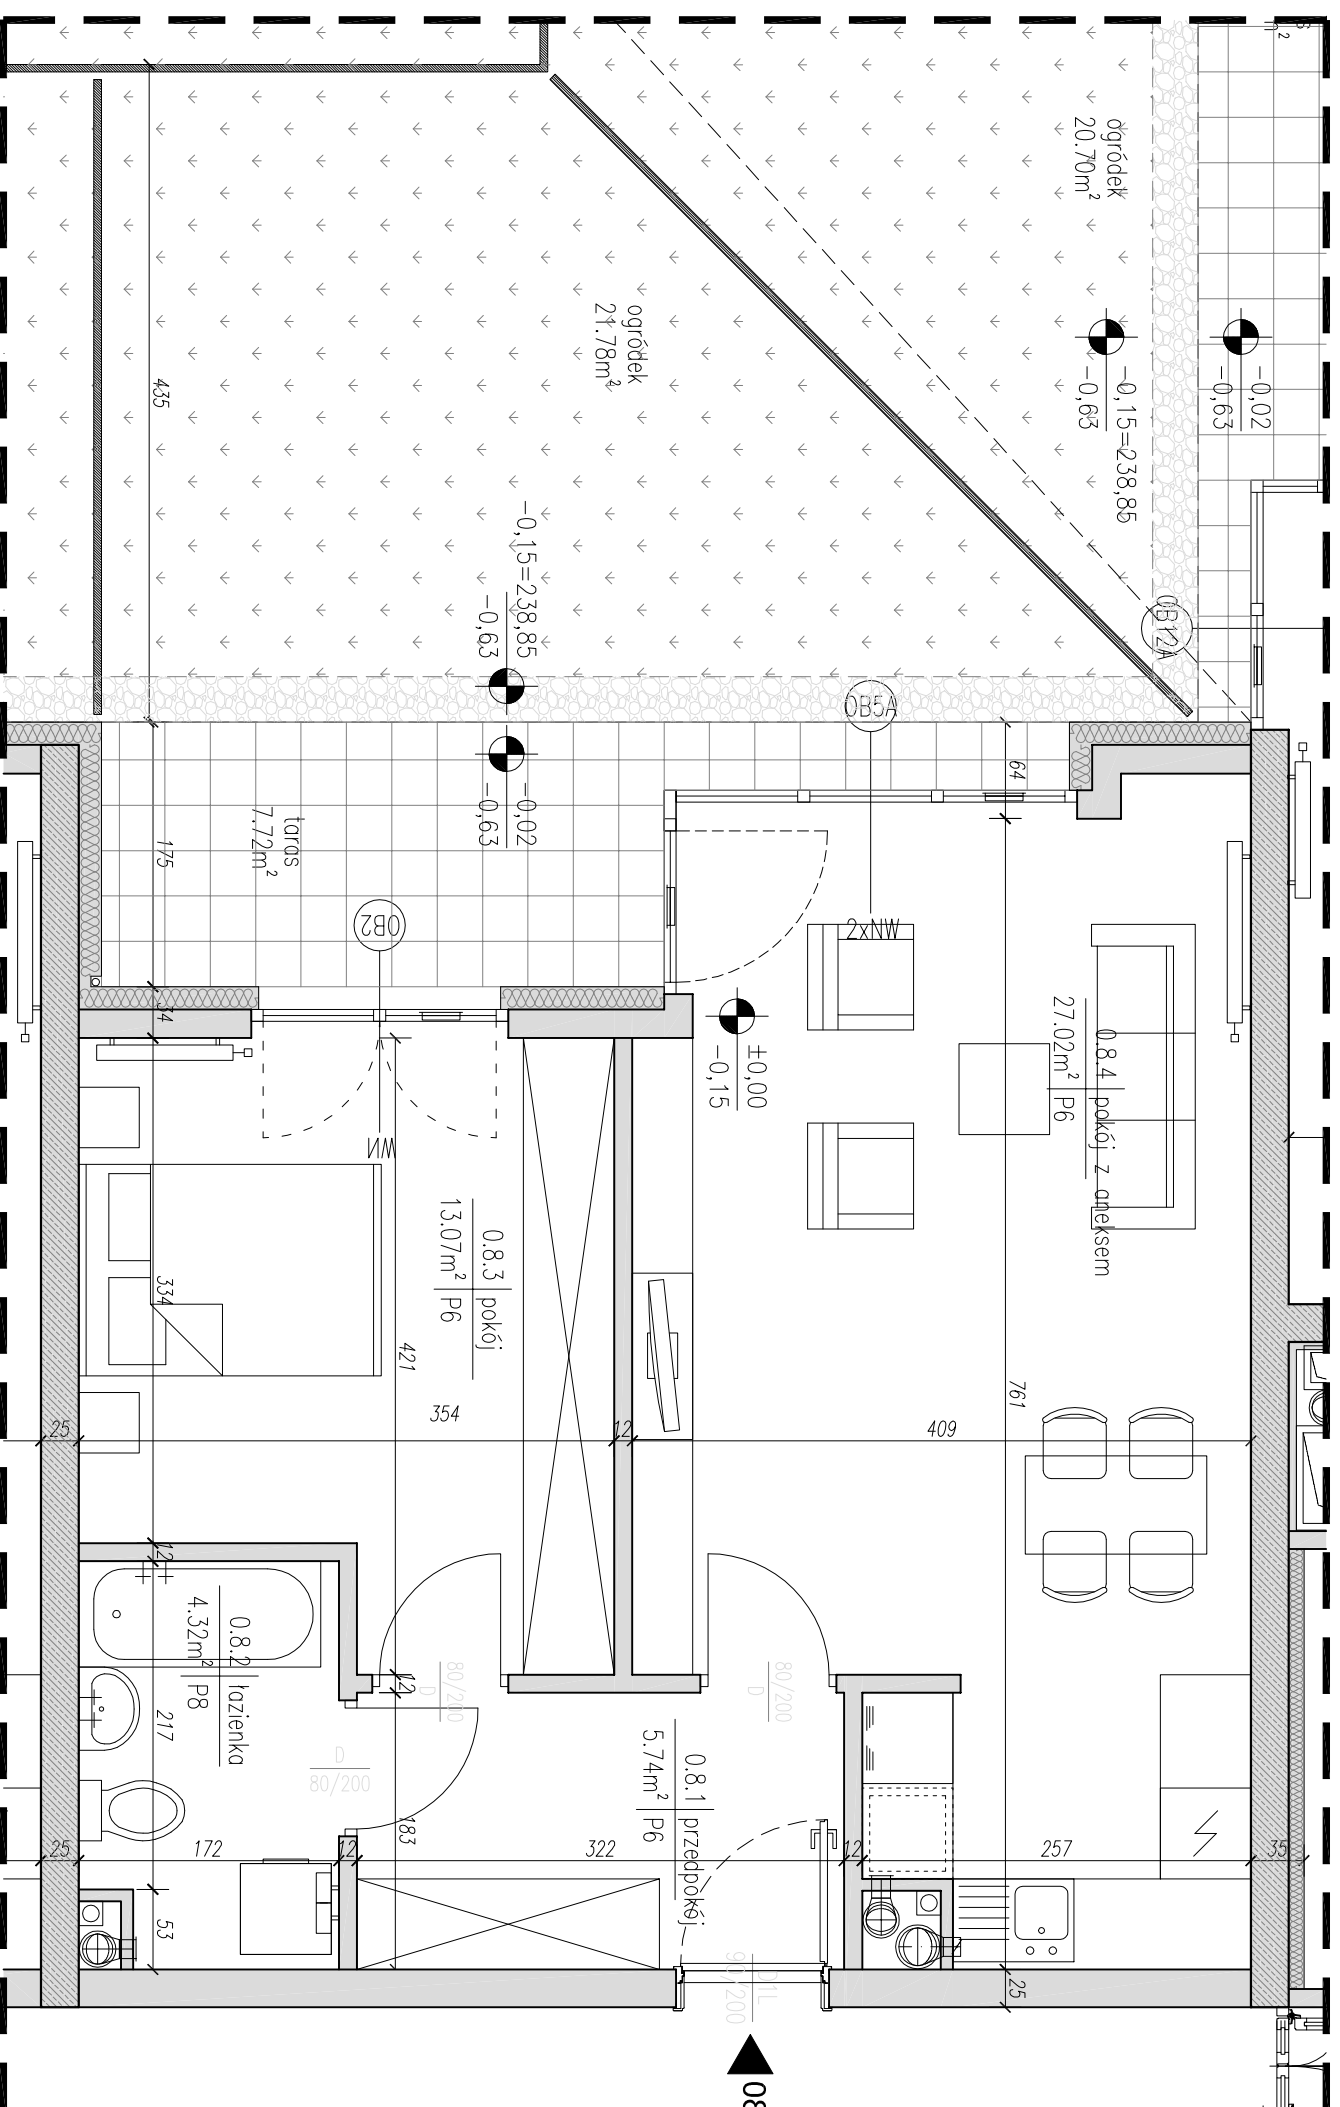 ogródek
20.70m²
-0,15=238,85
-0,63
-0,02
-0,63
ogródek
21.78m²
435
-0,15=238,85
-0,63
OB12A
OB5A
2xNW
64
-0,02
-0,63
taras
7.72m²
175
OB2
WN
34
±0,00
-0,15
0.8.4 pokój z aneksem
27.02m² P6
0.8.3 pokój
13.07m² P6
334
421
354
761
25
12
409
12
0.8.2 łazienka
4.32m² P8
80/200
D
12
80/200
D
217
D
80/200
0.8.1 przedpokój
5.74m² P6
183
25
172
12
322
12
257
35
53
D1L
90/200
25
08